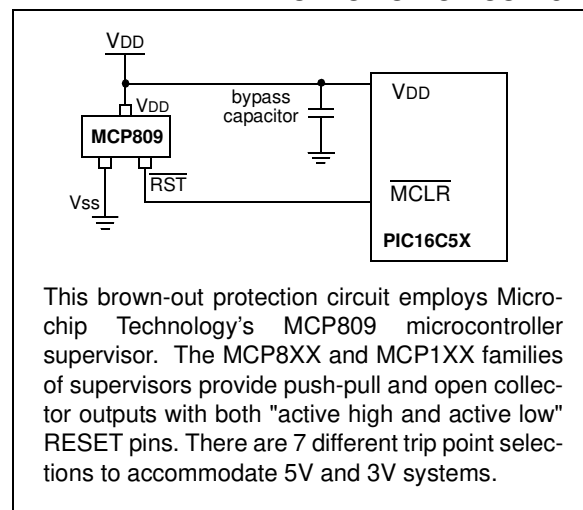 VDD
VDD
bypass
capacitor
VDD
MCP809
RST
Vss
MCLR
PIC16C5X
This brown-out protection circuit employs Micro-
chip Technology's MCP809 microcontroller
supervisor. The MCP8XX and MCP1XX families
of supervisors provide push-pull and open collec-
tor outputs with both "active high and active low"
RESET pins. There are 7 different trip point selec-
tions to accommodate 5V and 3V systems.